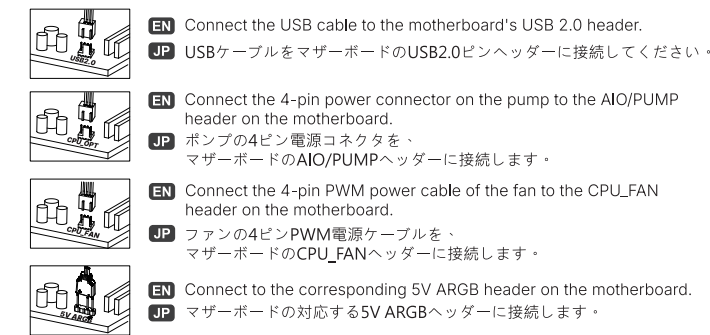 USB2.0
EN Connect the USB cable to the motherboard's USB 2.0 header.
JP USBケーブルをマザーボードのUSB2.0ピンヘッダーに接続してください。
CPU_OPT
EN Connect the 4-pin power connector on the pump to the AIO/PUMP
header on the motherboard.
JP ポンプの4ピン電源コネクタを、
マザーボードのAIO/PUMPヘッダーに接続します。
CPU_FAN
EN Connect the 4-pin PWM power cable of the fan to the CPU_FAN
header on the motherboard.
JP ファンの4ピンPWM電源ケーブルを、
マザーボードのCPU_FANヘッダーに接続します。
5V ARGB
EN Connect to the corresponding 5V ARGB header on the motherboard.
JP マザーボードの対応する5V ARGBヘッダーに接続します。